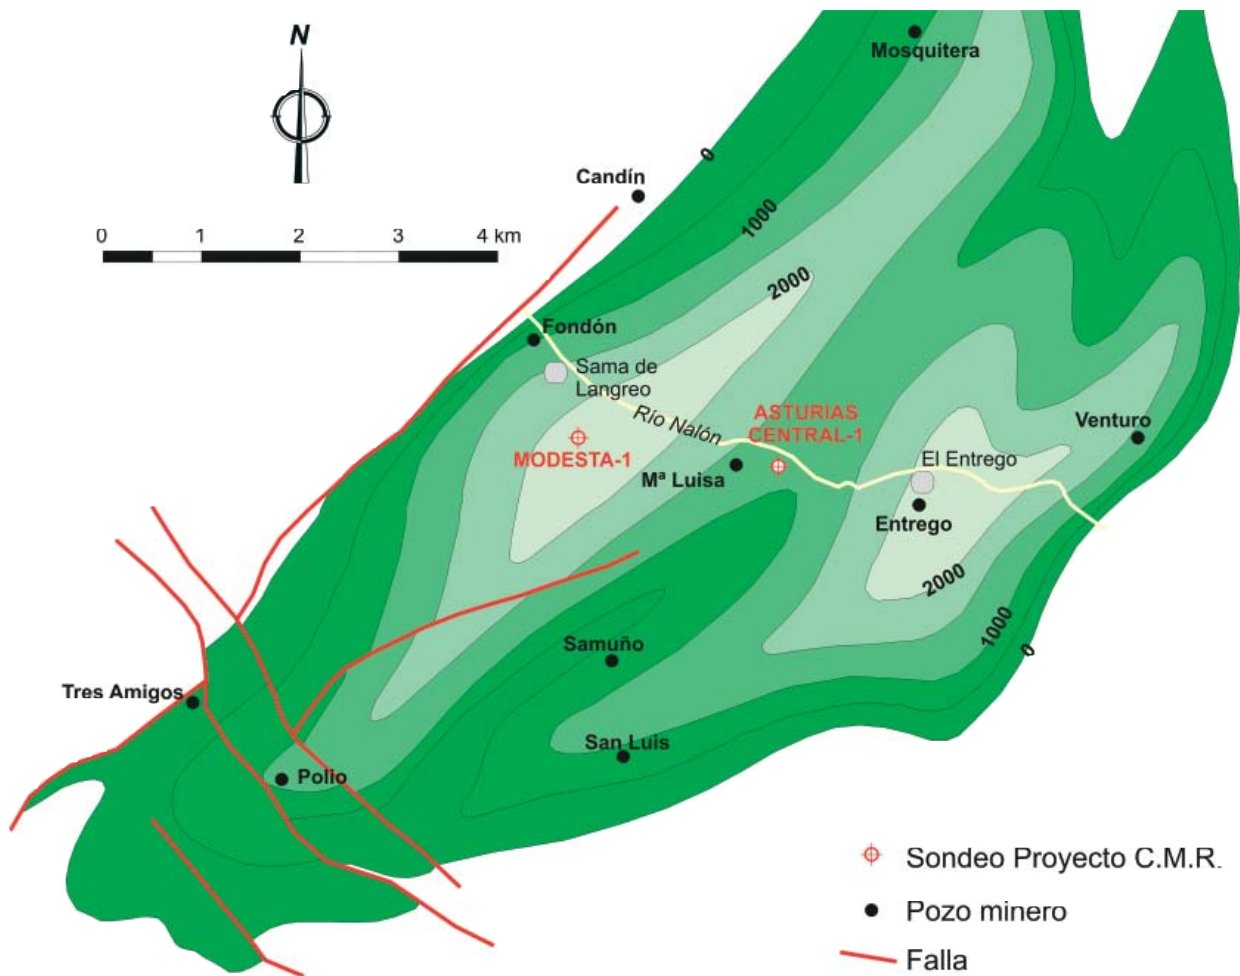 N
Mosquitera
0
Candín
1000
0 1 2 3 4 km
2000
Fondón
Sama de
Langreo
Río Nalón
ASTURIAS
CENTRAL-1
Venturo
MODESTA-1
Mª Luisa
El Entrego
Entrego
2000
1000
0
Samuño
Tres Amigos
San Luis
Polio
Sondeo Proyecto C.M.R.
Pozo minero
Falla